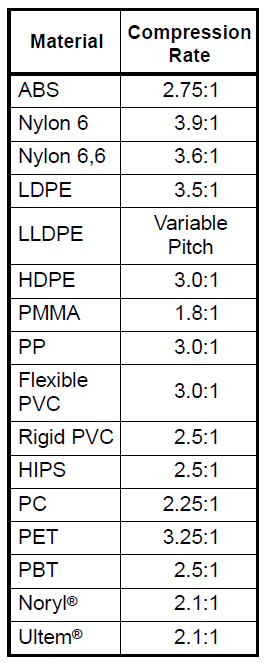 Material Compression Rate
ABS 2.75:1
Nylon 6 3.9:1
Nylon 6,6 3.6:1
LDPE 3.5:1
LLDPE Variable Pitch
HDPE 3.0:1
PMMA 1.8:1
PP 3.0:1
Flexible PVC 3.0:1
Rigid PVC 2.5:1
HIPS 2.5:1
PC 2.25:1
PET 3.25:1
PBT 2.5:1
Noryl® 2.1:1
Ultem® 2.1:1